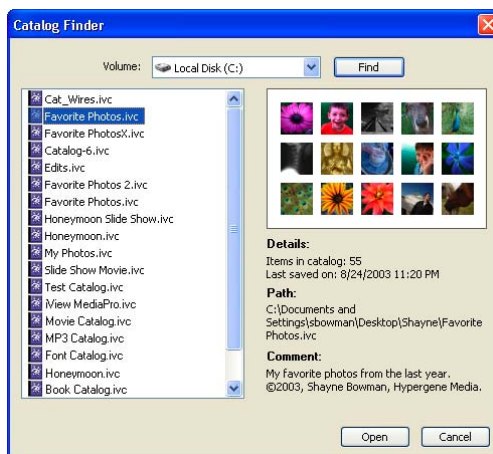 Catalog Finder
Volume: Local Disk (C:) Find
Cat_Wires.ivc
Favorite Photos.ivc
Favorite PhotosX.ivc
Catalog-6.ivc
Edits.ivc
Favorite Photos 2.ivc
Favorite Photos.ivc
Honeymoon Slide Show.ivc
Honeymoon.ivc
My Photos.ivc
Slide Show Movie.ivc
Test Catalog.ivc
iView MediaPro.ivc
Movie Catalog.ivc
MP3 Catalog.ivc
Font Catalog.ivc
Honeymoon.ivc
Book Catalog.ivc
Details:
Items in catalog: 55
Last saved on: 8/24/2003 11:20 PM
Path:
C:\Documents and
Settings\sbowman\Desktop\Shayne\Favorite
Photos.ivc
Comment:
My favorite photos from the last year.
©2003, Shayne Bowman, Hypergene Media.
Open Cancel